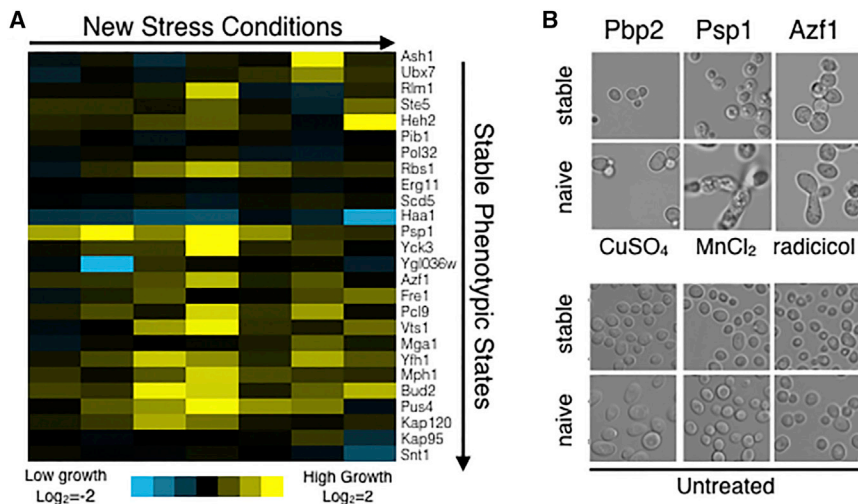 A
New Stress Conditions
Ash1
Ubx7
Rlm1
Ste5
Heh2
Pib1
Pol32
Rbs1
Erg11
Scd5
Haa1
Psp1
Yck3
Ygl036w
Azf1
Fre1
Pcl9
Vts1
Mga1
Yfh1
Mph1
Bud2
Pus4
Kap120
Kap95
Snt1
Stable Phenotypic States
Low growth
Log₂=-2
High Growth
Log₂=2
B
Pbp2 Psp1 Azf1
stable
naive
CuSO₄ MnCl₂ radicicol
stable
naive
Untreated